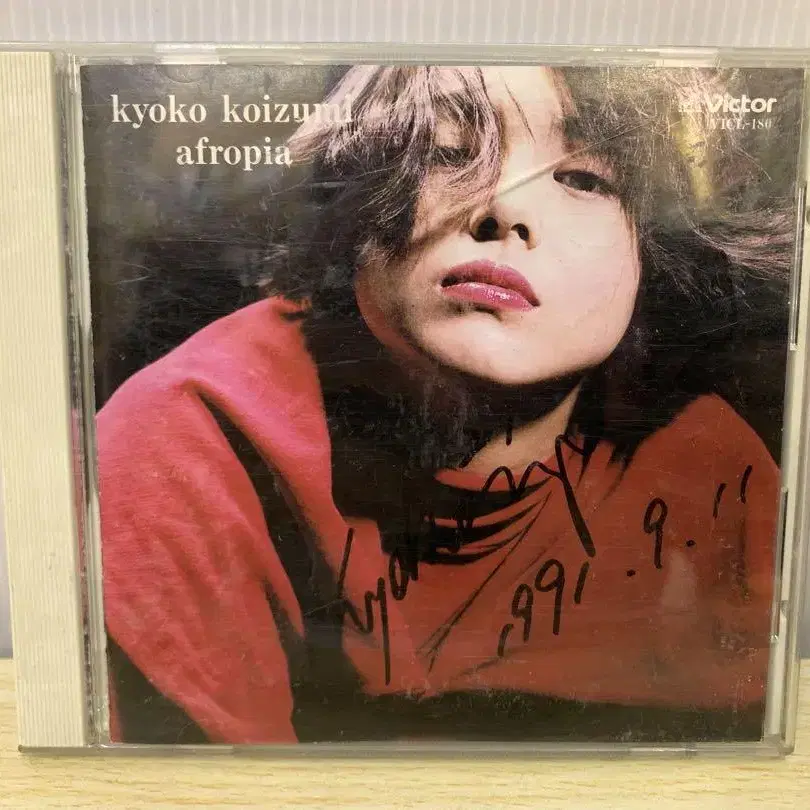 kyoko koizumi
afropia
Victor
VICL-180
1991.9.11